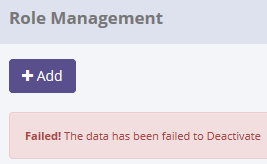 Role Management
+ Add
Failed! The data has been failed to Deactivate